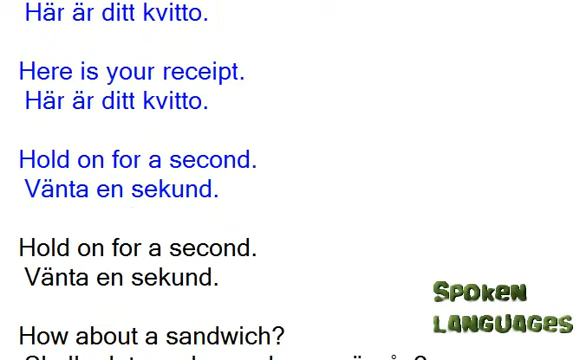 Här är ditt kvitto.
Here is your receipt.
Här är ditt kvitto.
Hold on for a second.
Vänta en sekund.
Hold on for a second.
Vänta en sekund.
How about a sandwich?
Spoken
Languages